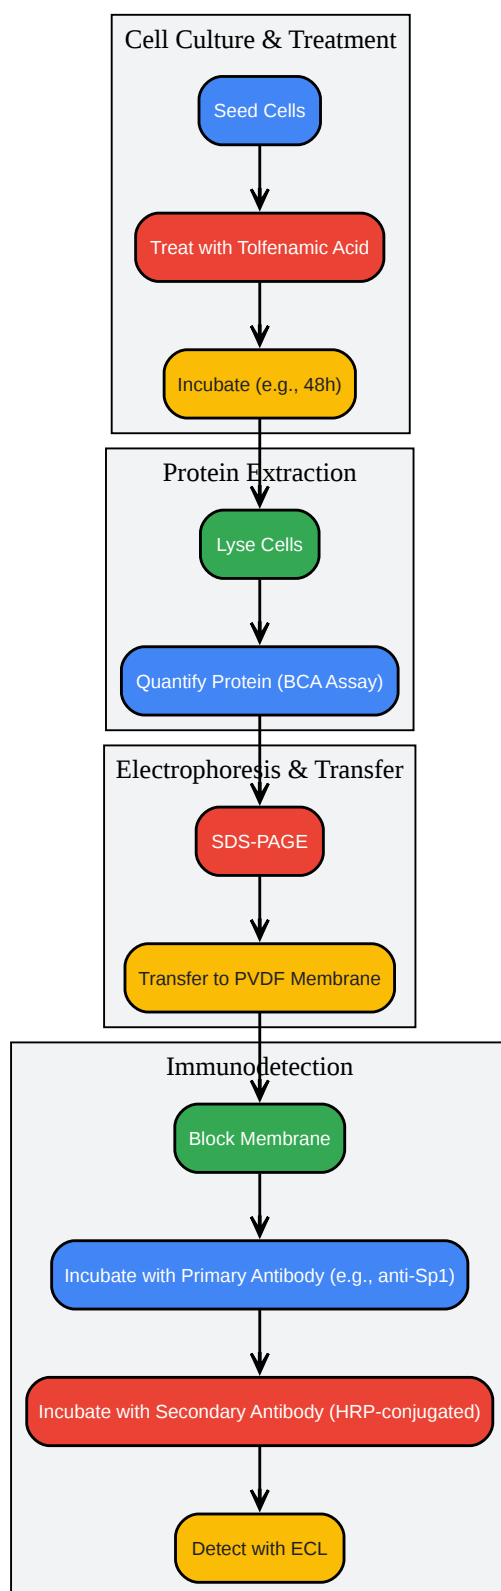 Cell Culture & Treatment
Seed Cells
Treat with Tolfenamic Acid
Incubate (e.g., 48h)
Protein Extraction
Lyse Cells
Quantify Protein (BCA Assay)
Electrophoresis & Transfer
SDS-PAGE
Transfer to PVDF Membrane
Immunodetection
Block Membrane
Incubate with Primary Antibody (e.g., anti-Sp1)
Incubate with Secondary Antibody (HRP-conjugated)
Detect with ECL